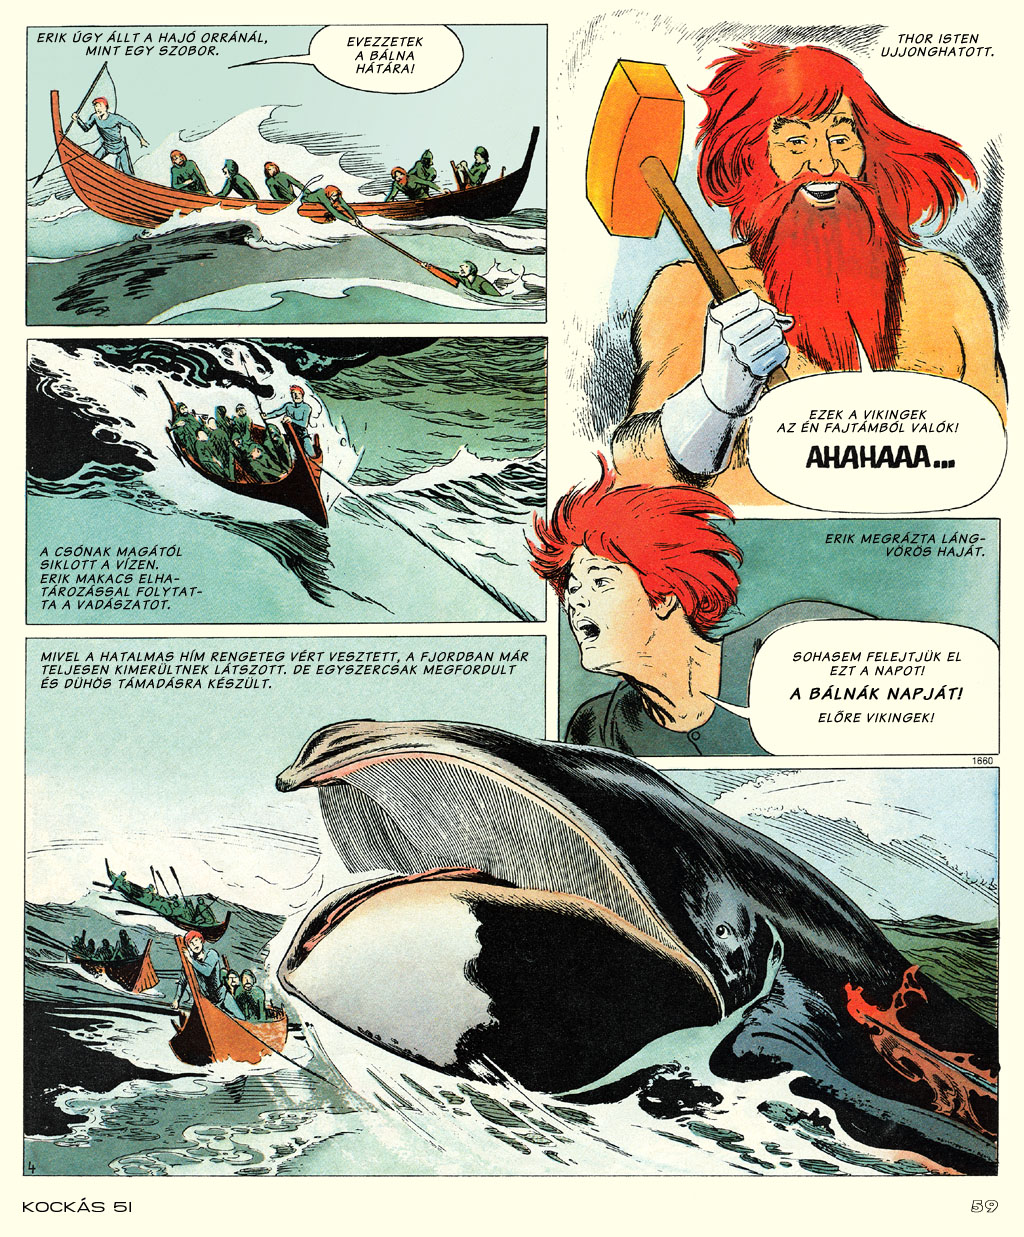 ERIK ÚGY ÁLLT A HAJÓ ORRÁNÁL,
MINT EGY SZOBOR.
EVEZZETEK
A BÁLNA
HÁTÁRA!
THOR ISTEN
UJJONGHATOTT.
EZEK A VIKINGEK
AZ ÉN FAJTÁMBÓL VALÓK!
AHAHAAA...
A CSÓNAK MAGÁTÓL
SIKLOTT A VÍZEN.
ERIK MAKACS ELHA-
TÁROZÁSSAL FOLYTAT-
TA A VADÁSZATOT.
ERIK MEGRÁZTA LÁNG-
VÖRÖS HAJÁT.
SOHASEM FELEJTJÜK EL
EZT A NAPOT!
A BÁLNÁK NAPJÁT!
ELŐRE VIKINGEK!
1660
MIVEL A HATALMAS HÍM RENGETEG VÉRT VESZTETT, A FJORDBAN MÁR
TELJESEN KIMERÜLTNEK LÁTSZOTT. DE EGYSZERCSAK MEGFORDULT
ÉS DÜHÖS TÁMADÁSRA KÉSZÜLT.
4
KOCKÁS 51
59